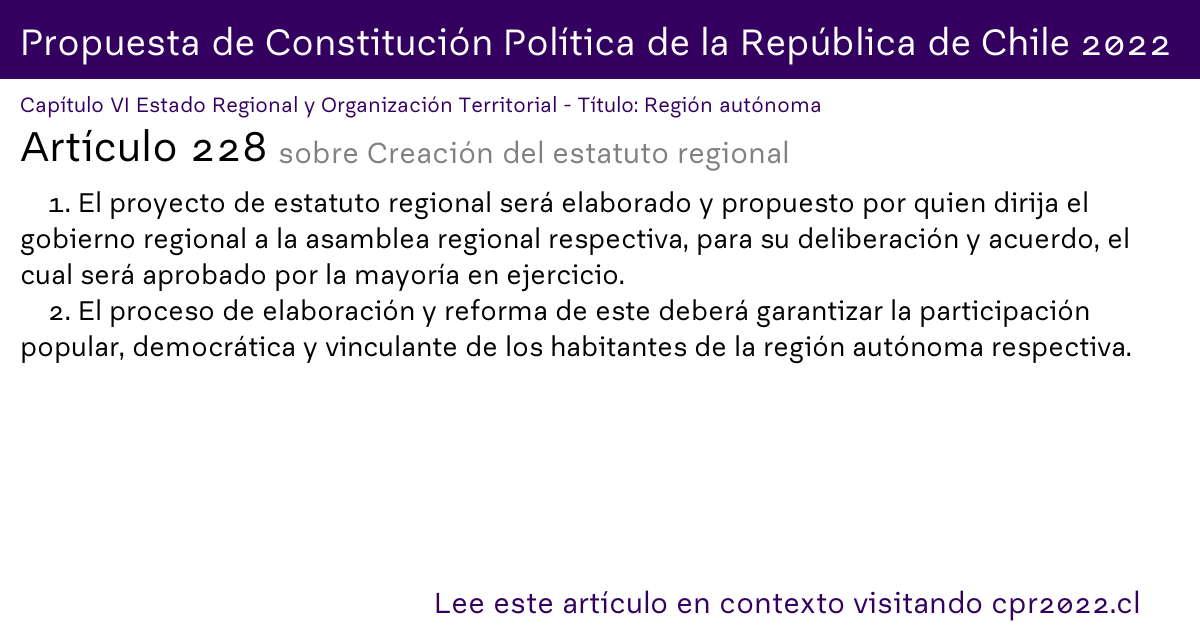 Propuesta de Constitución Política de la República de Chile 2022
Capítulo VI Estado Regional y Organización Territorial - Título: Región autónoma
Artículo 228 sobre Creación del estatuto regional
1. El proyecto de estatuto regional será elaborado y propuesto por quien dirija el
gobierno regional a la asamblea regional respectiva, para su deliberación y acuerdo, el
cual será aprobado por la mayoría en ejercicio.
2. El proceso de elaboración y reforma de este deberá garantizar la participación
popular, democrática y vinculante de los habitantes de la región autónoma respectiva.
Lee este artículo en contexto visitando cpr2022.cl